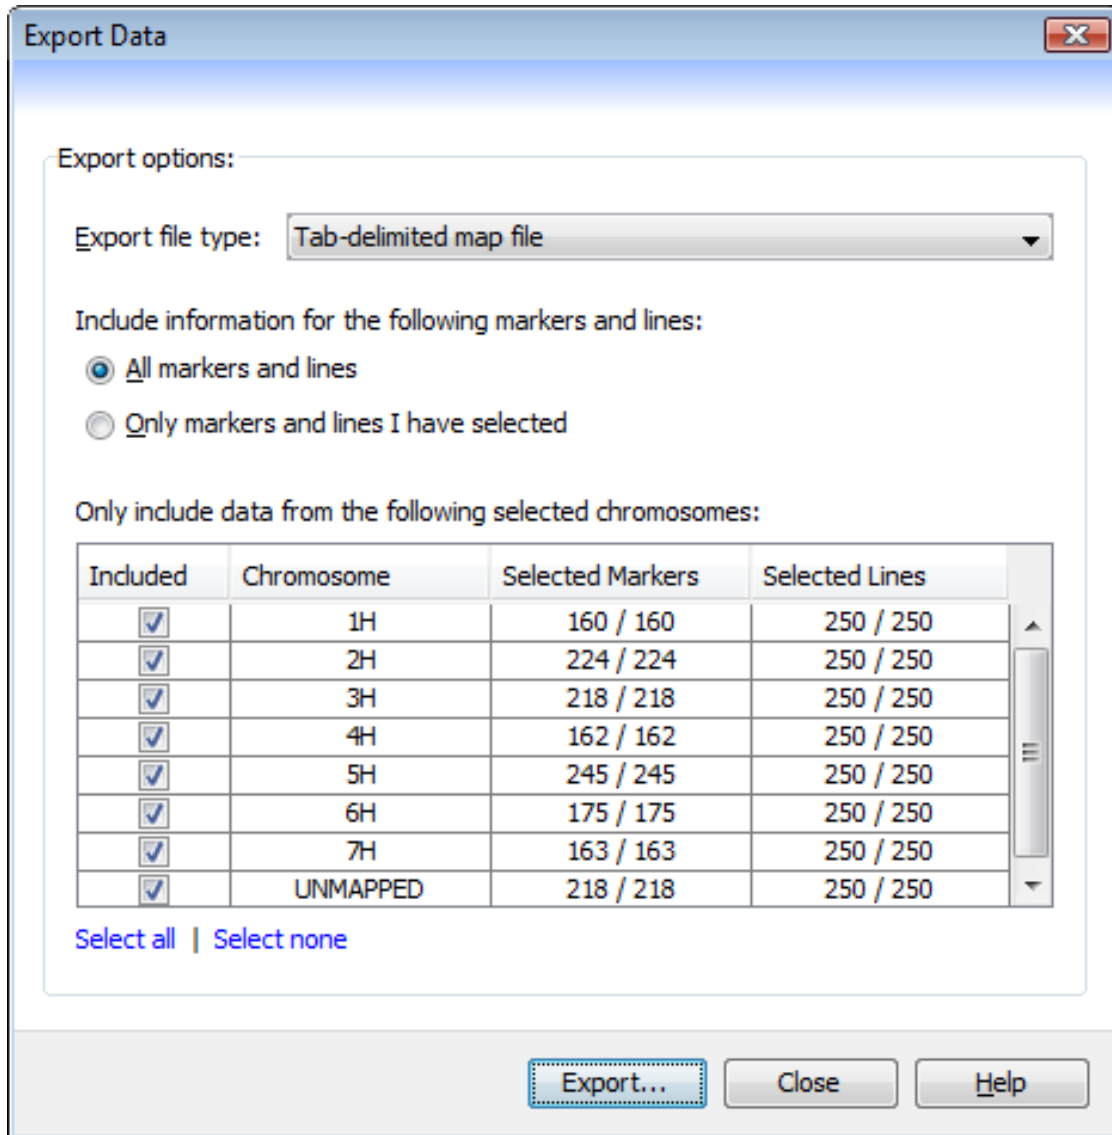 Export Data
Export options:
Export file type: Tab-delimited map file
Include information for the following markers and lines:
All markers and lines
Only markers and lines I have selected
Only include data from the following selected chromosomes:
Included Chromosome Selected Markers Selected Lines
1H 160 / 160 250 / 250
2H 224 / 224 250 / 250
3H 218 / 218 250 / 250
4H 162 / 162 250 / 250
5H 245 / 245 250 / 250
6H 175 / 175 250 / 250
7H 163 / 163 250 / 250
UNMAPPED 218 / 218 250 / 250
Select all | Select none
Export... Close Help